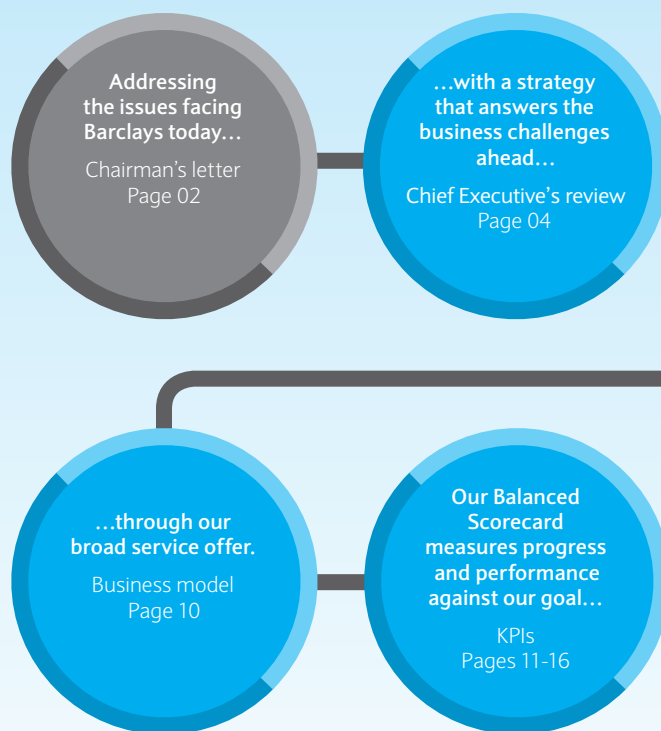 Addressing
the issues facing
Barclays today…
Chairman’s letter
Page 02
…with a strategy
that answers the
business challenges
ahead…
Chief Executive’s review
Page 04
…through our
broad service offer.
Business model
Page 10
Our Balanced
Scorecard
measures progress
and performance
against our goal…
KPIs
Pages 11-16